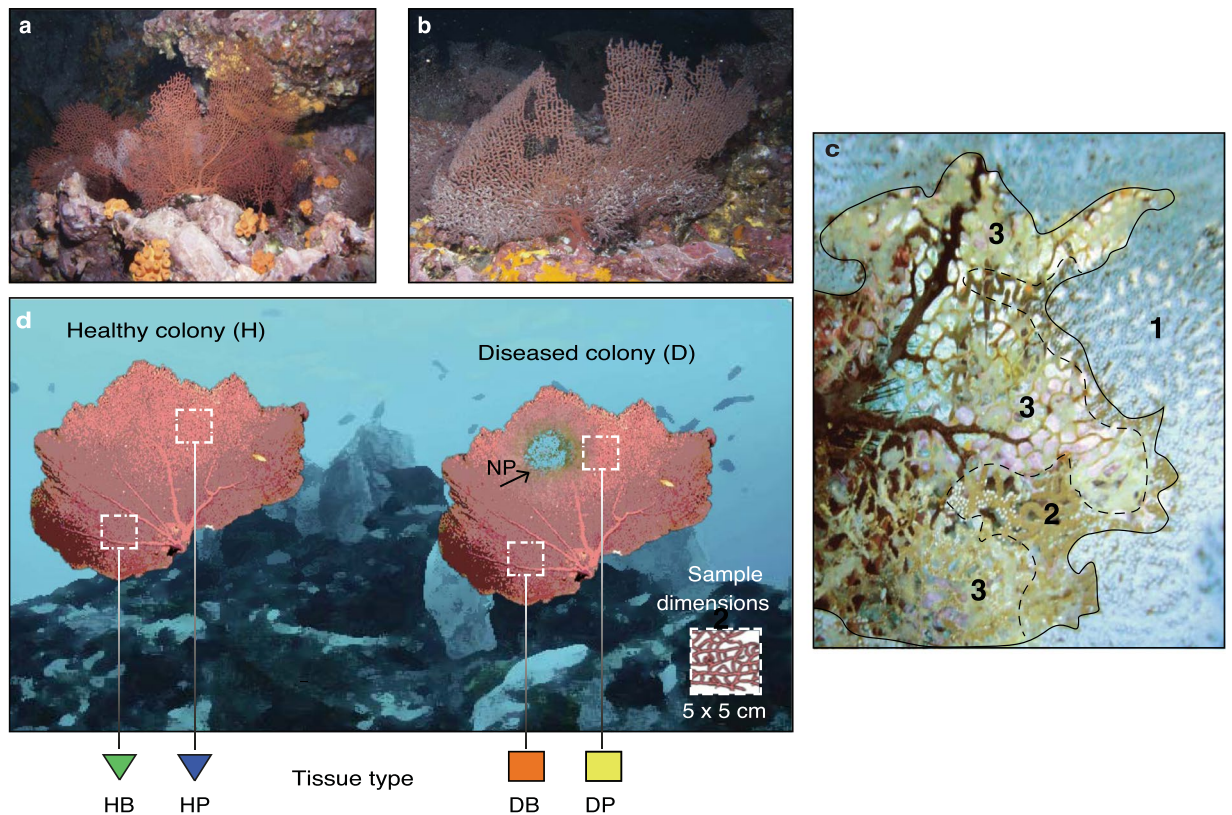 a
b
c
3
1
3
2
3
d
Healthy colony (H)
Diseased colony (D)
NP
Sample
dimensions
2
5 x 5 cm
Tissue type
HB
HP
DB
DP